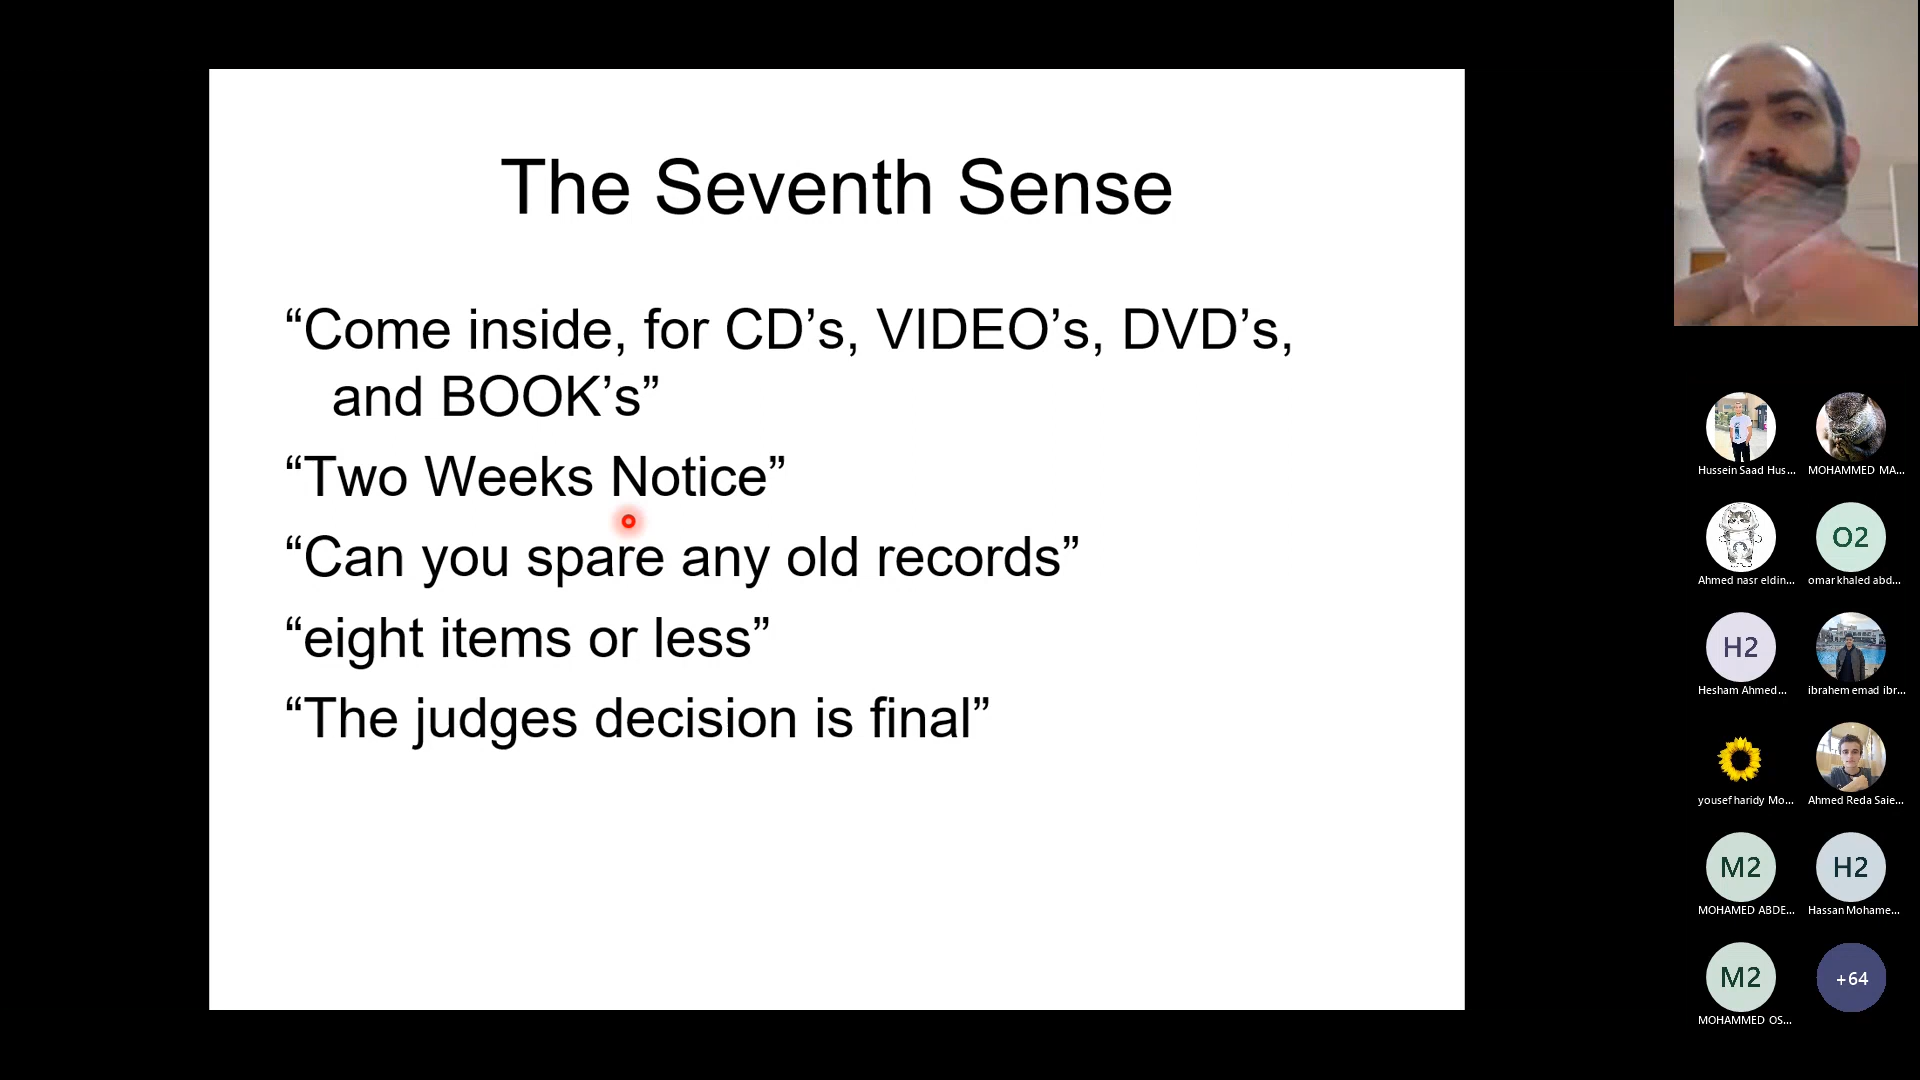 The Seventh Sense
“Come inside, for CD’s, VIDEO’s, DVD’s,
and BOOK’s”
“Two Weeks Notice”
“Can you spare any old records”
“eight items or less”
“The judges decision is final”
Hussein Saad Hus...
MOHAMMED MA...
Ahmed nasr eldin...
O2
omar khaled abd...
H2
Hesham Ahmed...
ibrahem emad ibr...
yousef haridy Mo...
Ahmed Reda Saie...
M2
MOHAMED ABDE...
H2
Hassan Mohame...
M2
MOHAMMED OS...
+64